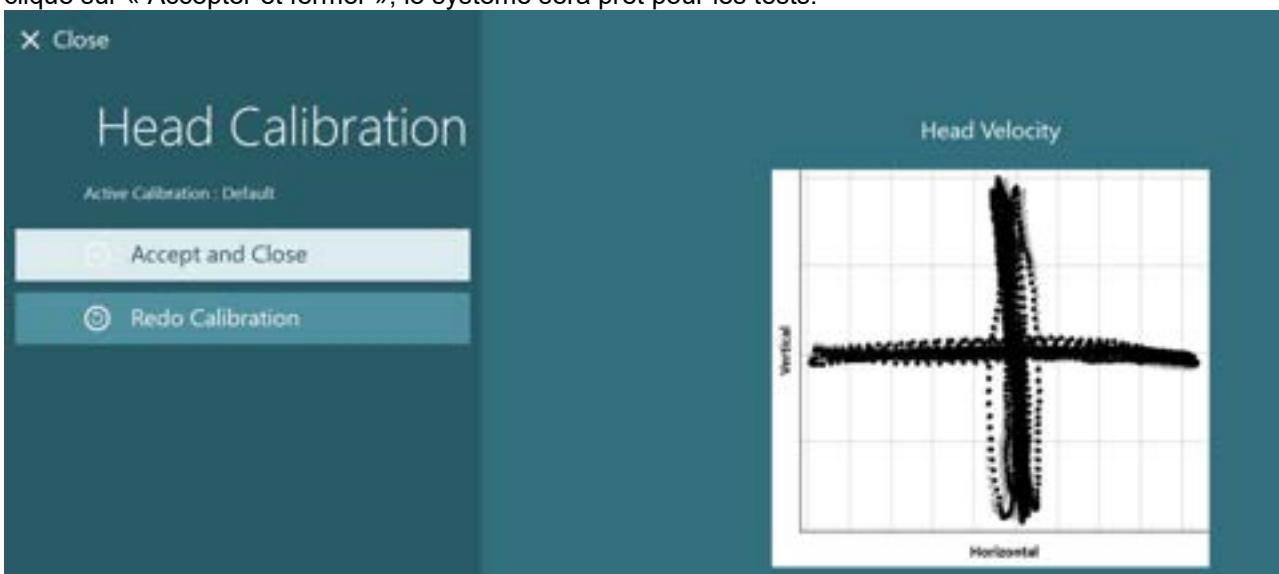 clique sur « Accepter et fermer », le système sera prêt pour les tests.
Close
Head Calibration
Active Calibration : Default
Accept and Close
Redo Calibration
Head Velocity
Vertical
Horizontal